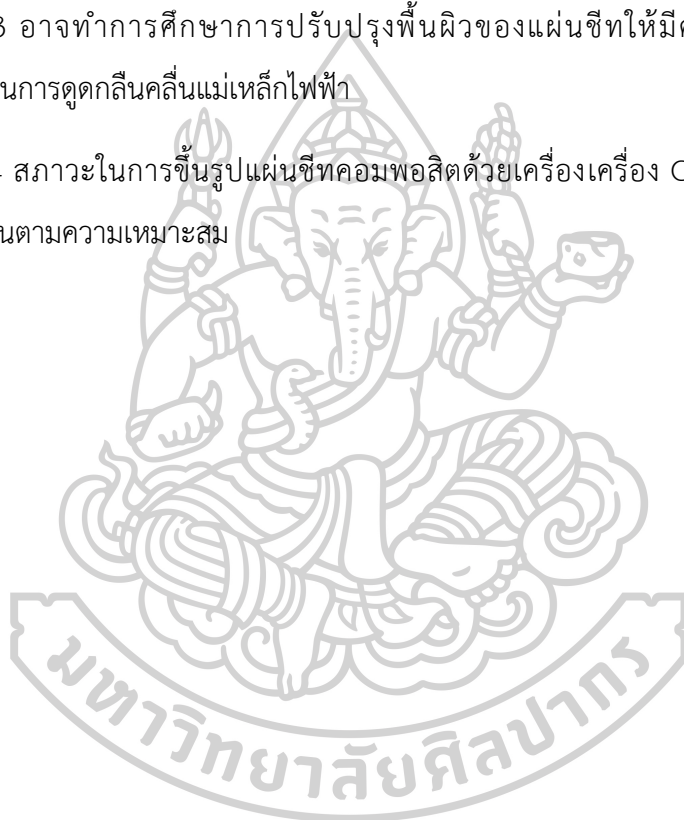 3 อาจทำการศึกษาการปรับปรุงพื้นผิวของแผ่นชีทให้มี
นการดูดกลืนคลื่นแม่เหล็กไฟฟ้า
สภาวะในการขึ้นรูปแผ่นชีทคอมพอสิตด้วยเครื่องเครื่อง
นตามความเหมาะสม
มหาวิทยาลัยศิลปากร